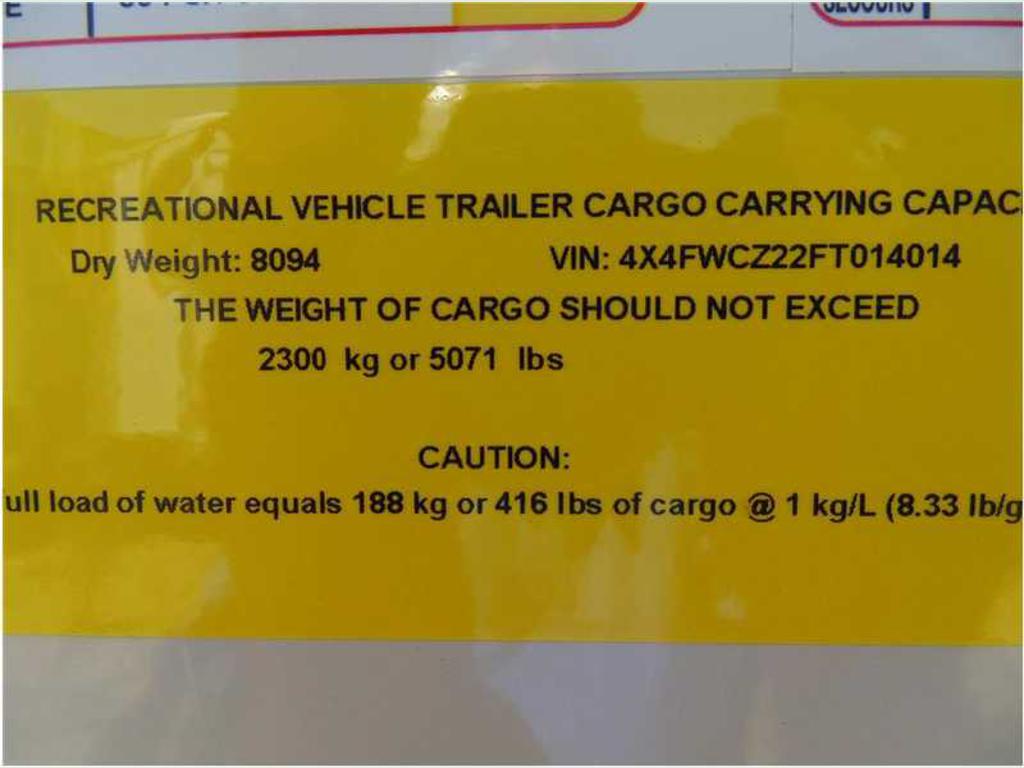 E
RECREATIONAL VEHICLE TRAILER CARGO CARRYING CAPAC
Dry Weight: 8094 VIN: 4X4FWCZ22FT014014
THE WEIGHT OF CARGO SHOULD NOT EXCEED
2300 kg or 5071 lbs
CAUTION:
ull load of water equals 188 kg or 416 lbs of cargo @ 1 kg/L (8.33 lb/g